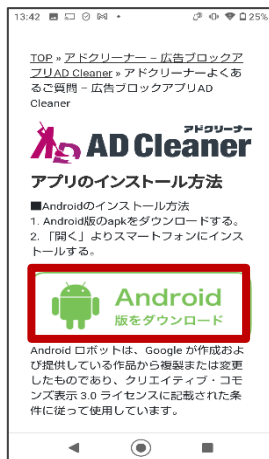 13:42
25%
TOP » アドクリーナー – 広告ブロックア
プリAD Cleaner » アドクリーナーよくあ
るご質問 – 広告ブロックアプリAD
Cleaner
アドクリーナー
AD Cleaner
アプリのインストール方法
■Androidのインストール方法
1. Android版のapkをダウンロードする。
2. 「開く」よりスマートフォンにインス
トールする。
Android
版をダウンロード
Android ロボットは、Google が作成およ
び提供している作品から複製または変更
したものであり、クリエイティブ・コモ
ンズ表示 3.0 ライセンスに記載された条
件に従って使用しています。